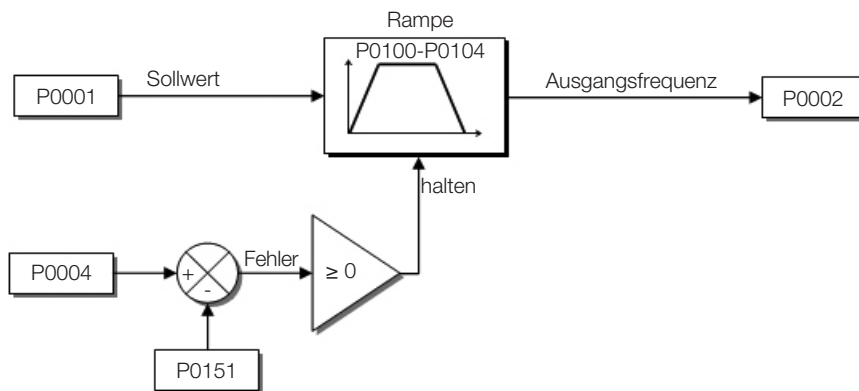 Rampe
P0100-P0104
P0001
Sollwert
Ausgangsfrequenz
P0002
halten
P0004
+
-
Fehler
≥ 0
P0151